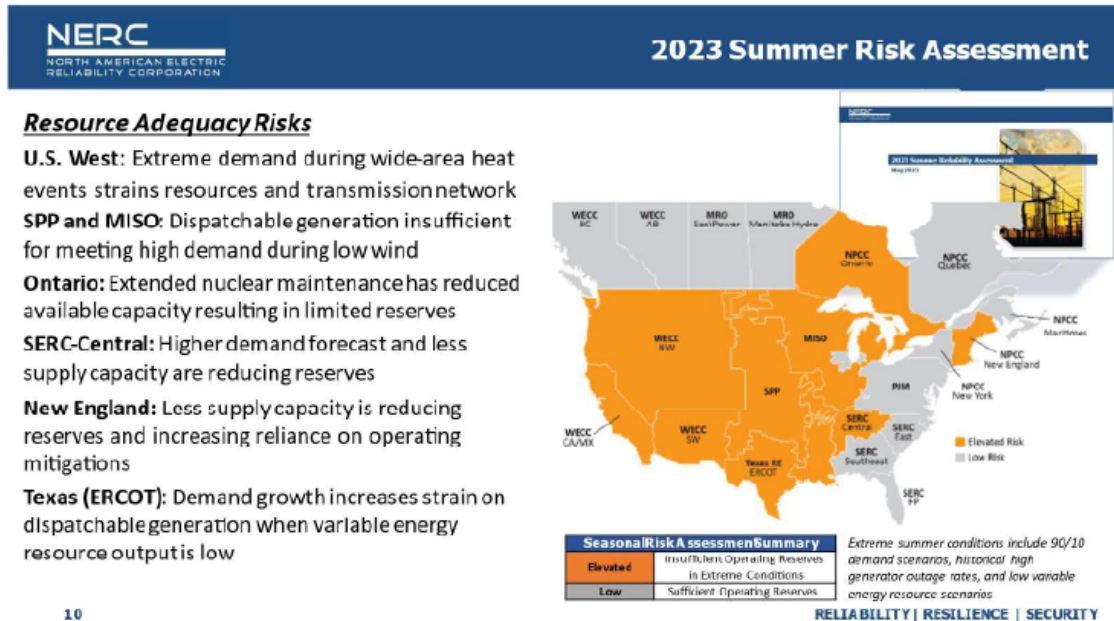 NERC
NORTH AMERICAN ELECTRIC
RELIABILITY CORPORATION
2023 Summer Risk Assessment
Resource Adequacy Risks
U.S. West: Extreme demand during wide-area heat
events strains resources and transmission network
SPP and MISO: Dispatchable generation insufficient
for meeting high demand during low wind
Ontario: Extended nuclear maintenance has reduced
available capacity resulting in limited reserves
SERC-Central: Higher demand forecast and less
supply capacity are reducing reserves
New England: Less supply capacity is reducing
reserves and increasing reliance on operating
mitigations
Texas (ERCOT): Demand growth increases strain on
dispatchable generation when variable energy
resource output is low
NERC
2023 Summer Reliability Assessment
May 2023
WECC
BC
WECC
AB
MRO
SaskPower
MRO
Manitoba Hydro
NPCC
Ontario
NPCC
Quebec
NPCC
Maritimes
NPCC
New England
NPCC
New York
WECC
NW
MISO
SPP
PJM
WECC
CA/MX
WECC
SW
SERC
Central
SERC
East
SERC
Southeast
Texas RE
ERCOT
SERC
FP
Elevated Risk
Low Risk
Seasonal Risk Assessment Summary
Elevated
Insufficient Operating Reserves
in Extreme Conditions
Low
Sufficient Operating Reserves
Extreme summer conditions include 90/10
demand scenarios, historical high
generator outage rates, and low variable
energy resource scenarios
10
RELIABILITY | RESILIENCE | SECURITY